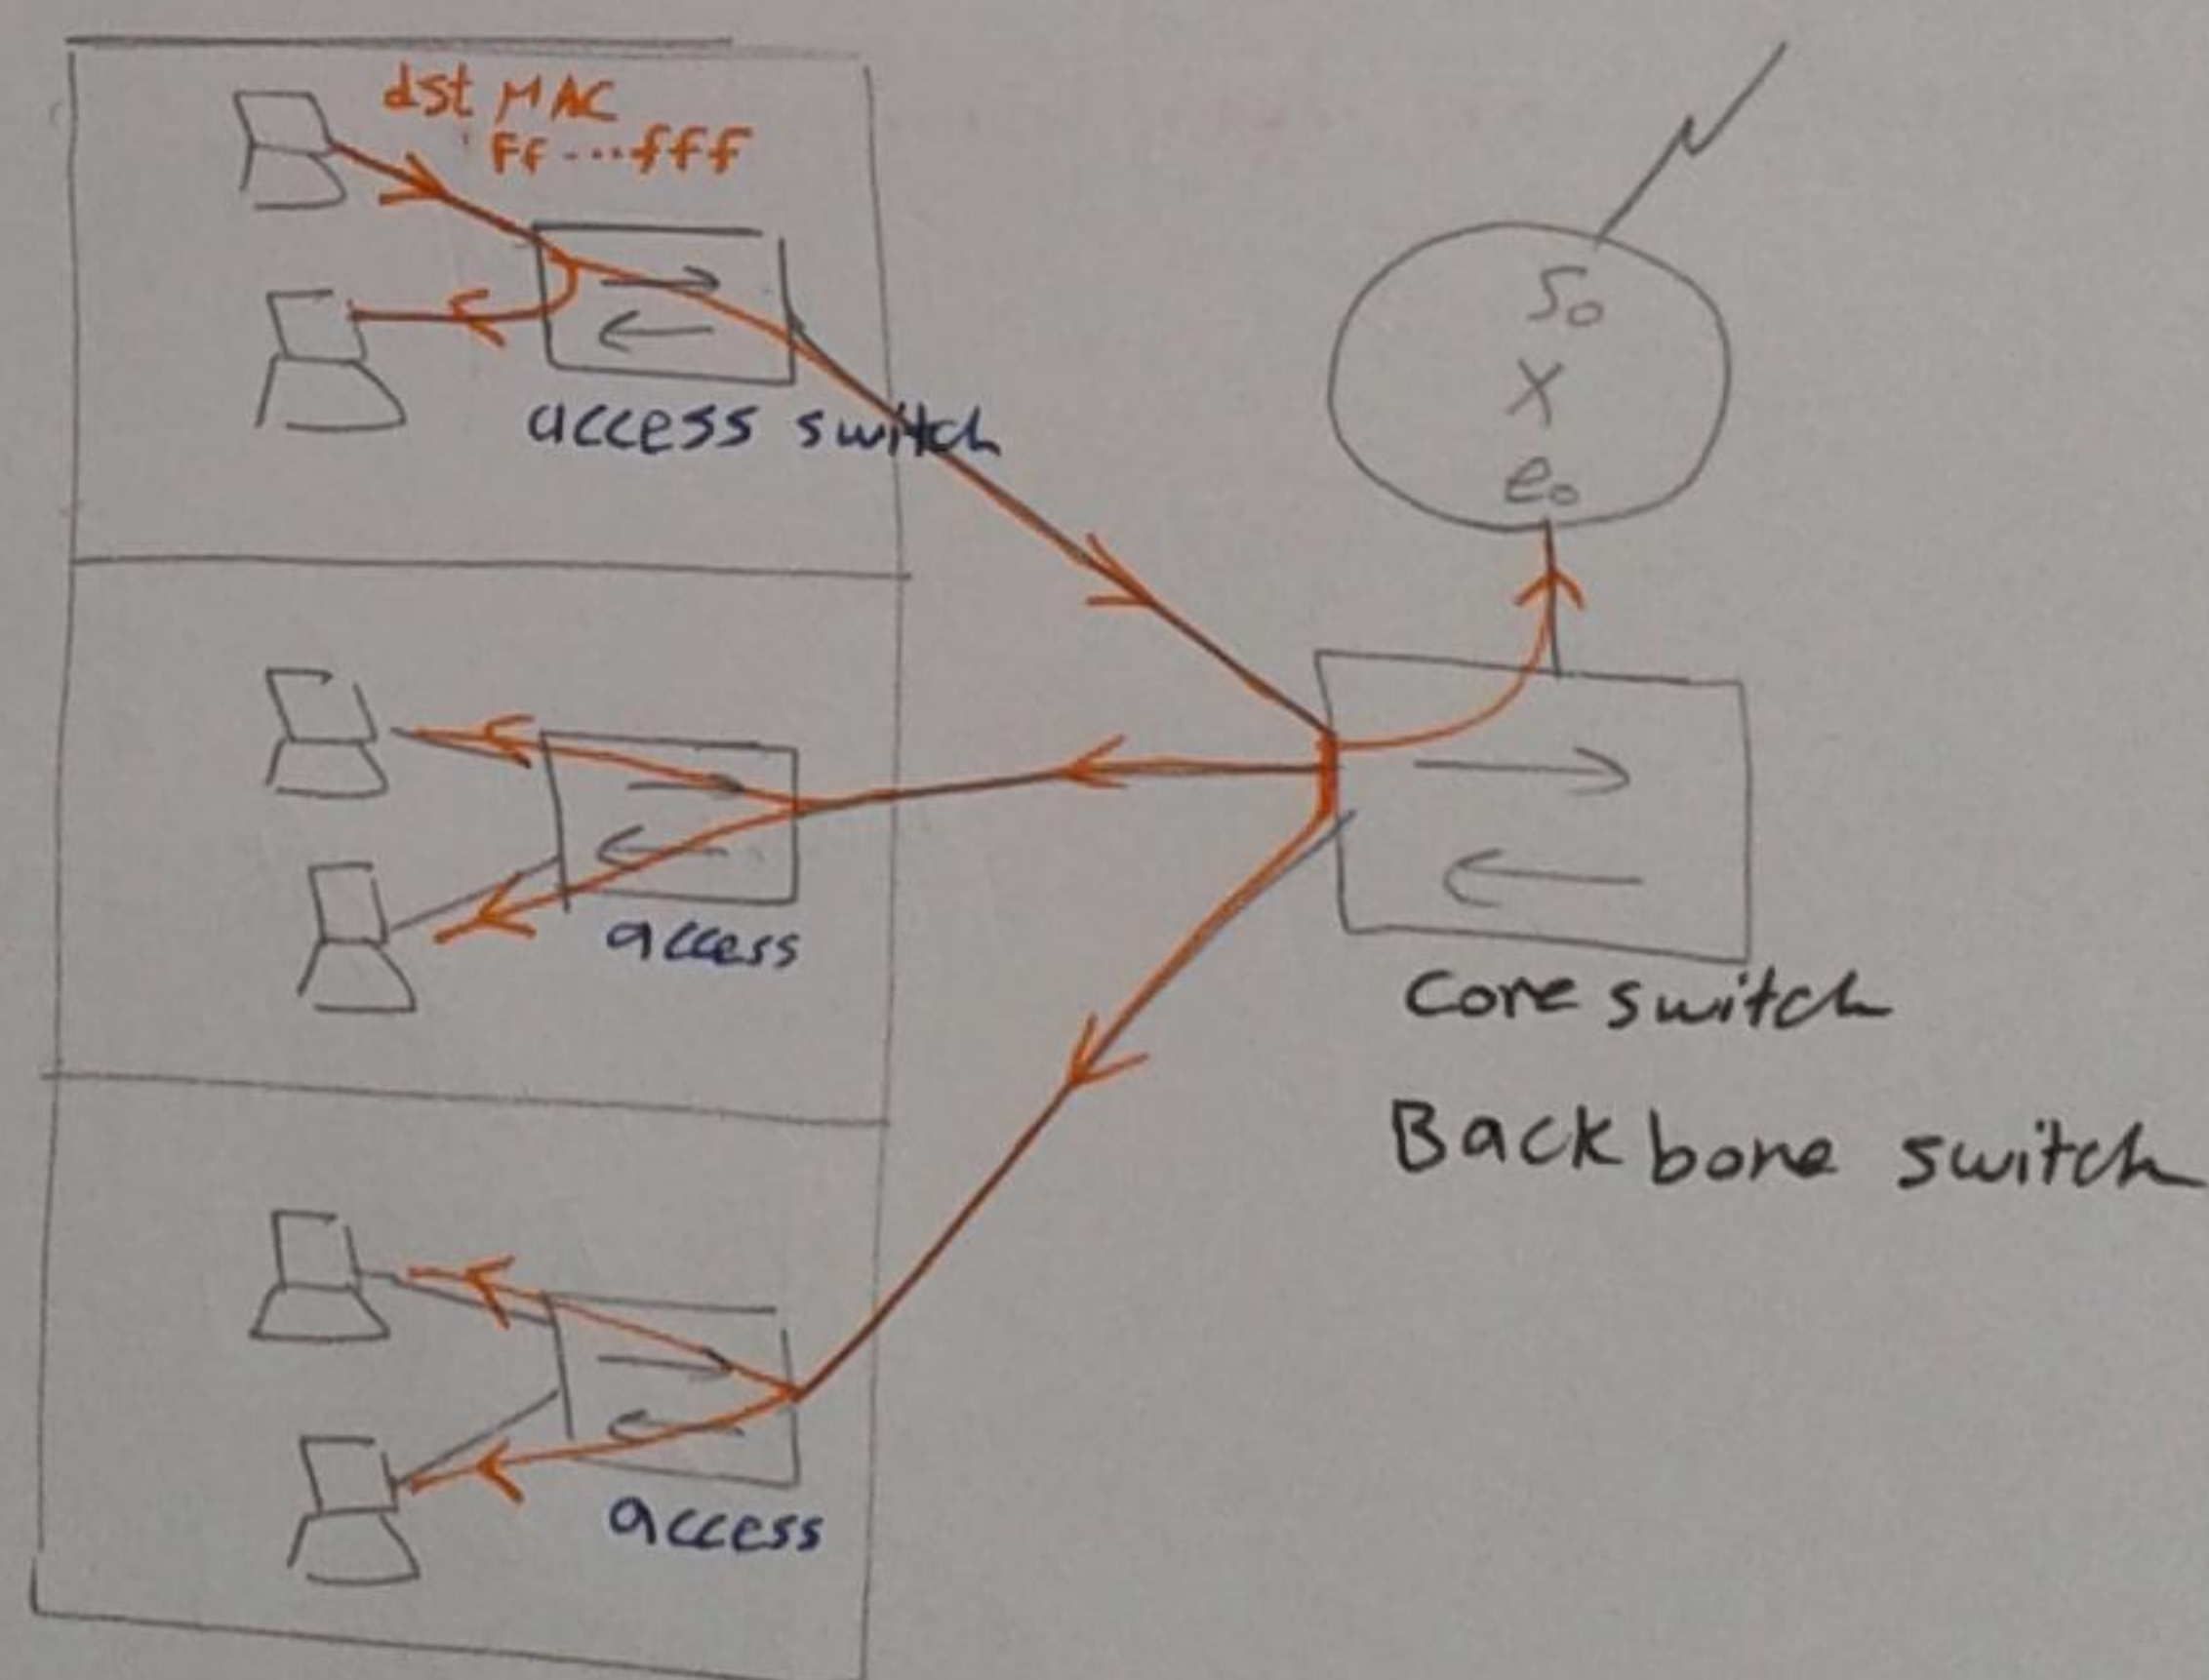 dst MAC
Ff...fff
access switch
S0
X
e0
access
Core switch
Backbone switch
access